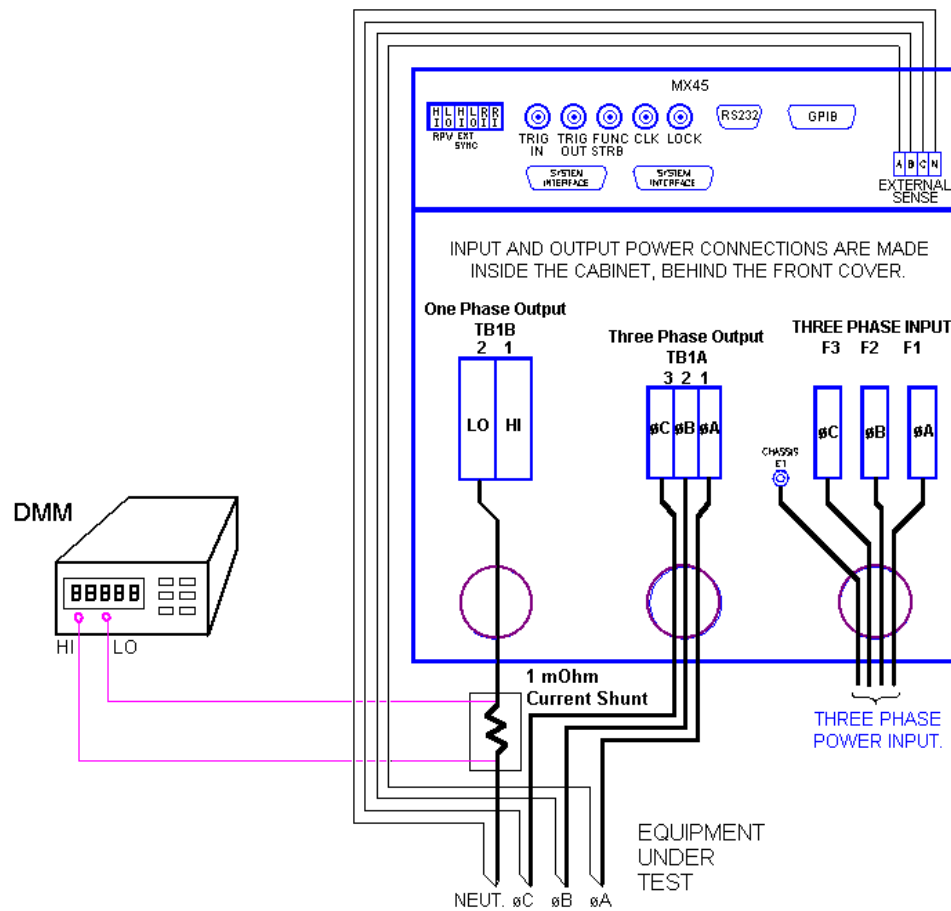 MX45
H L H L R R
I O I O I I
RPV EXT
SYNC
TRIG
IN
TRIG
OUT
FUNC
STRB
CLK
LOCK
RS232
GPIB
SYSTEM
INTERFACE
SYSTEM
INTERFACE
A B C N
EXTERNAL
SENSE
INPUT AND OUTPUT POWER CONNECTIONS ARE MADE
INSIDE THE CABINET, BEHIND THE FRONT COVER.
One Phase Output
TB1B
2 1
LO HI
Three Phase Output
TB1A
3 2 1
øC øB øA
THREE PHASE INPUT
F3 F2 F1
øC øB øA
CHASSIS
E1
DMM
88888
HI LO
1 mOhm
Current Shunt
THREE PHASE
POWER INPUT.
EQUIPMENT
UNDER
TEST
NEUT. øC øB øA